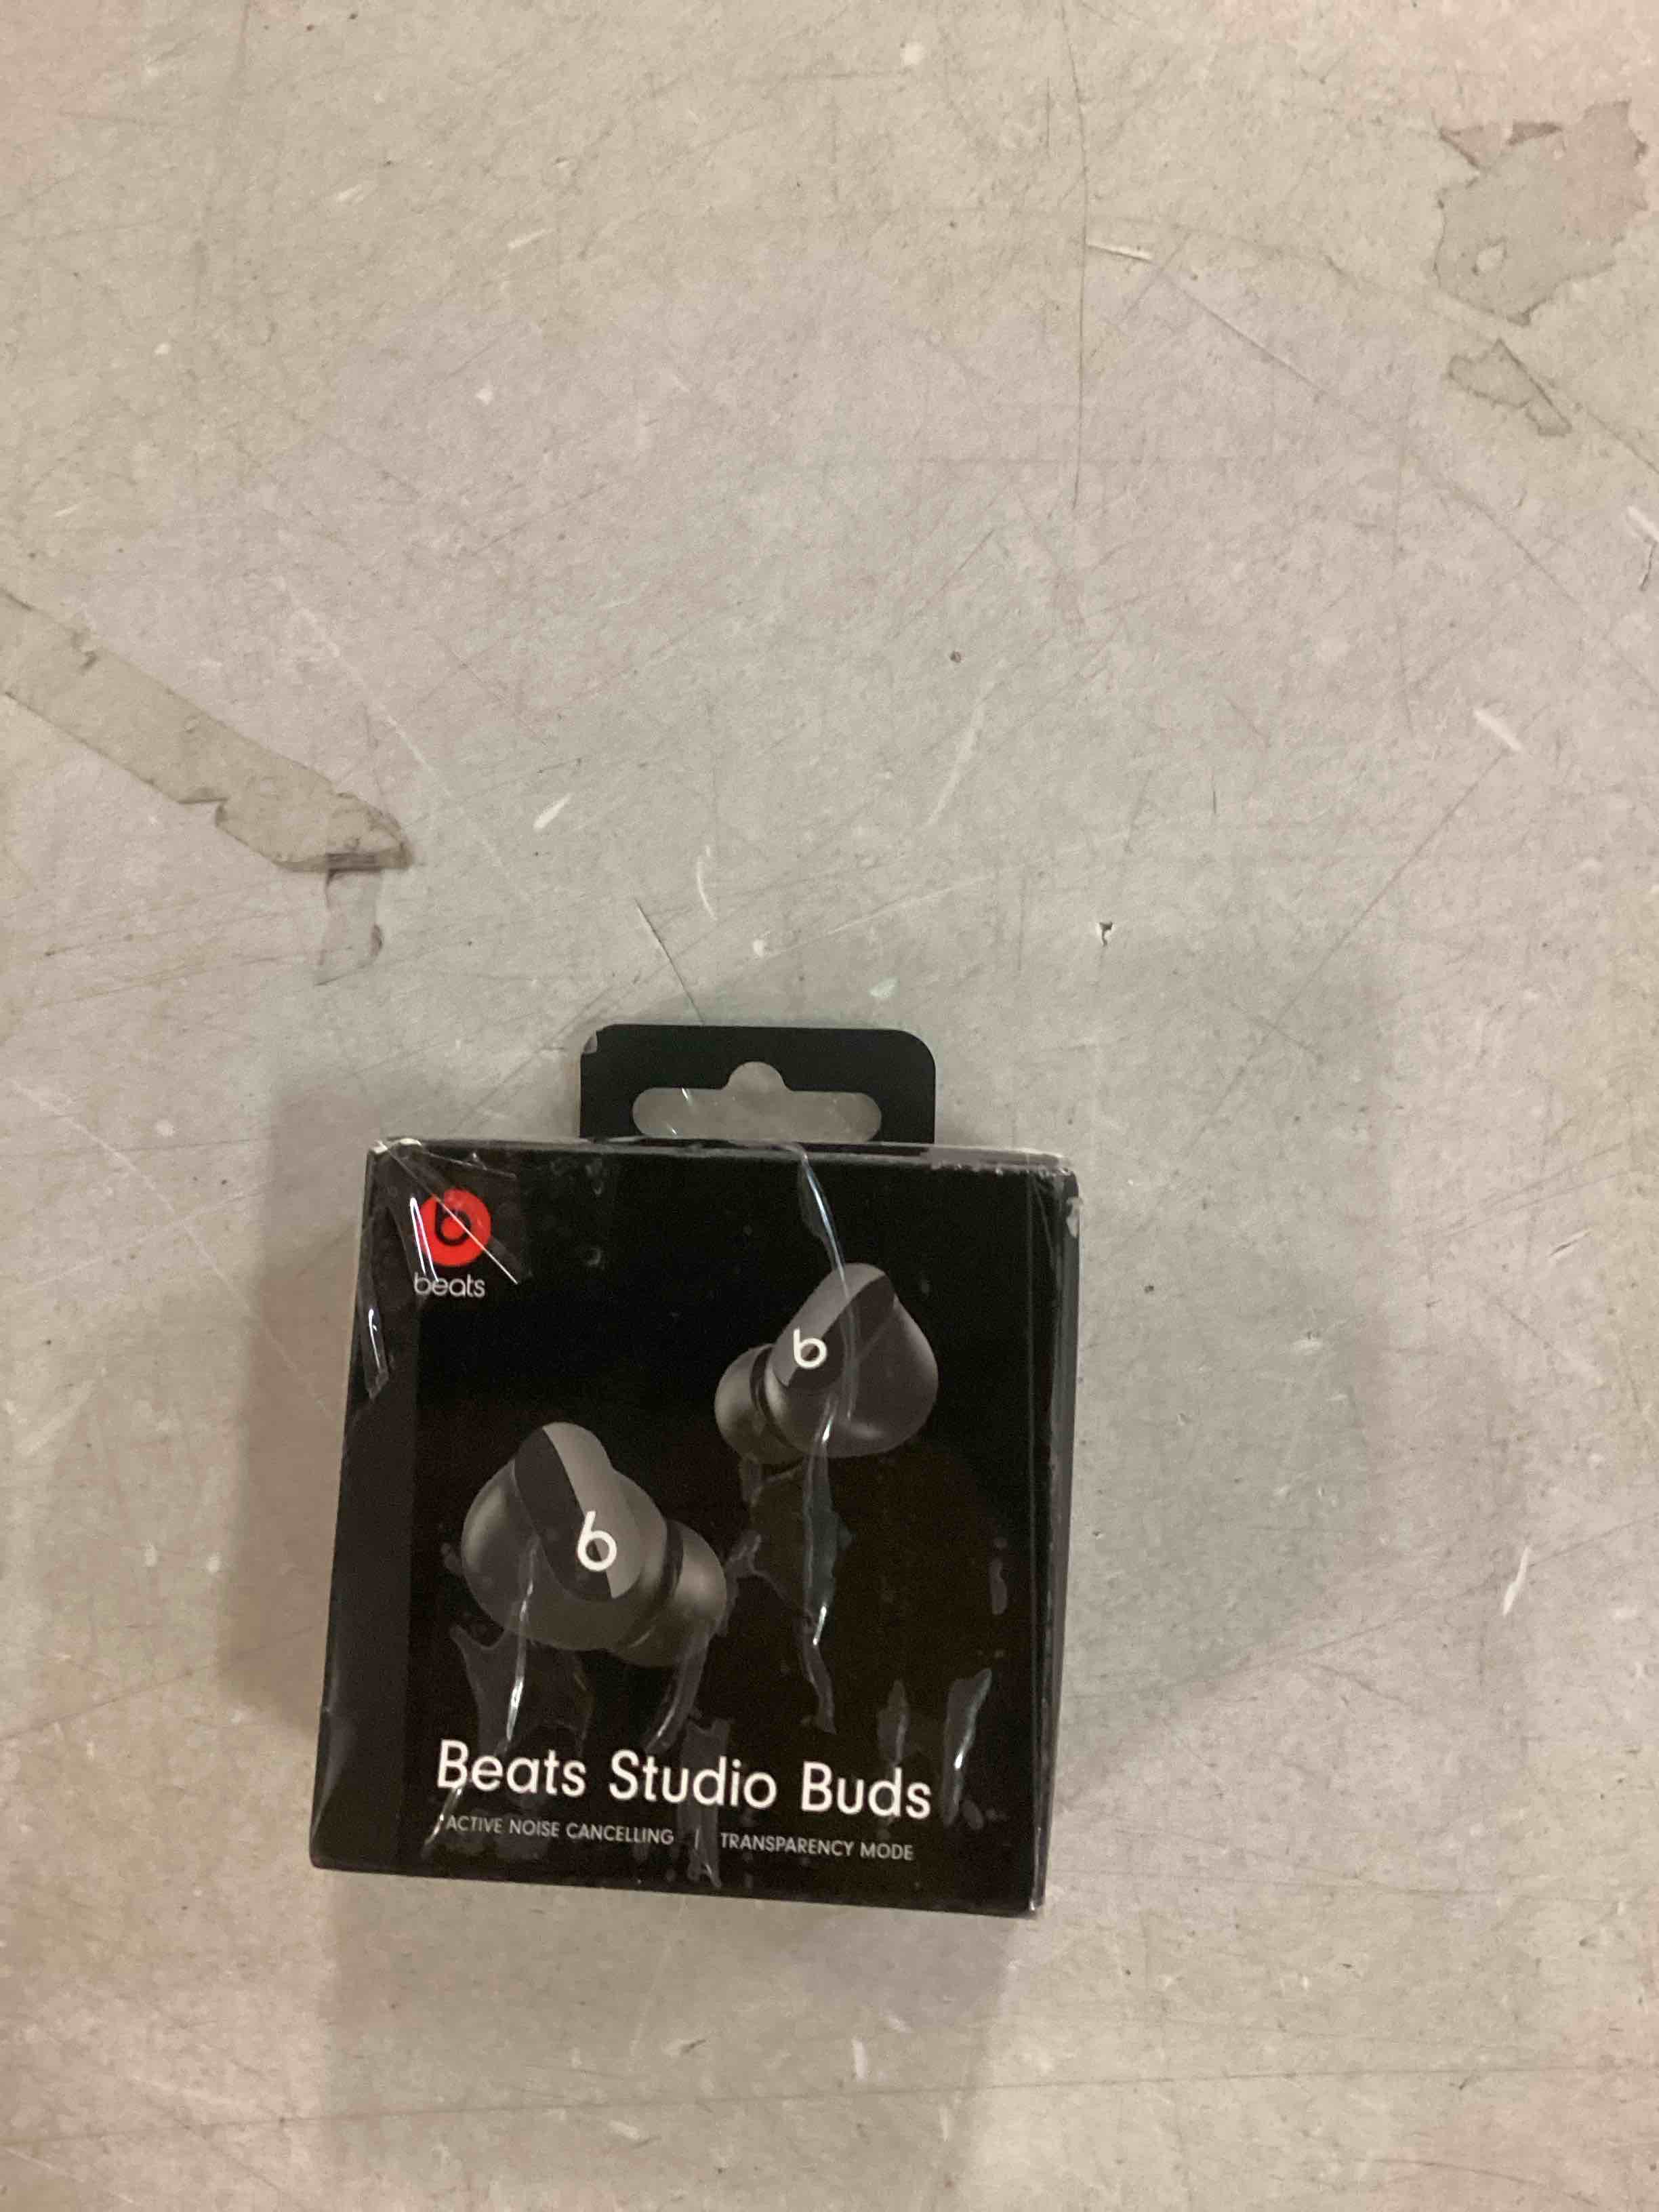 b
beats
b
b
Beats Studio Buds
ACTIVE NOISE CANCELLING | TRANSPARENCY MODE